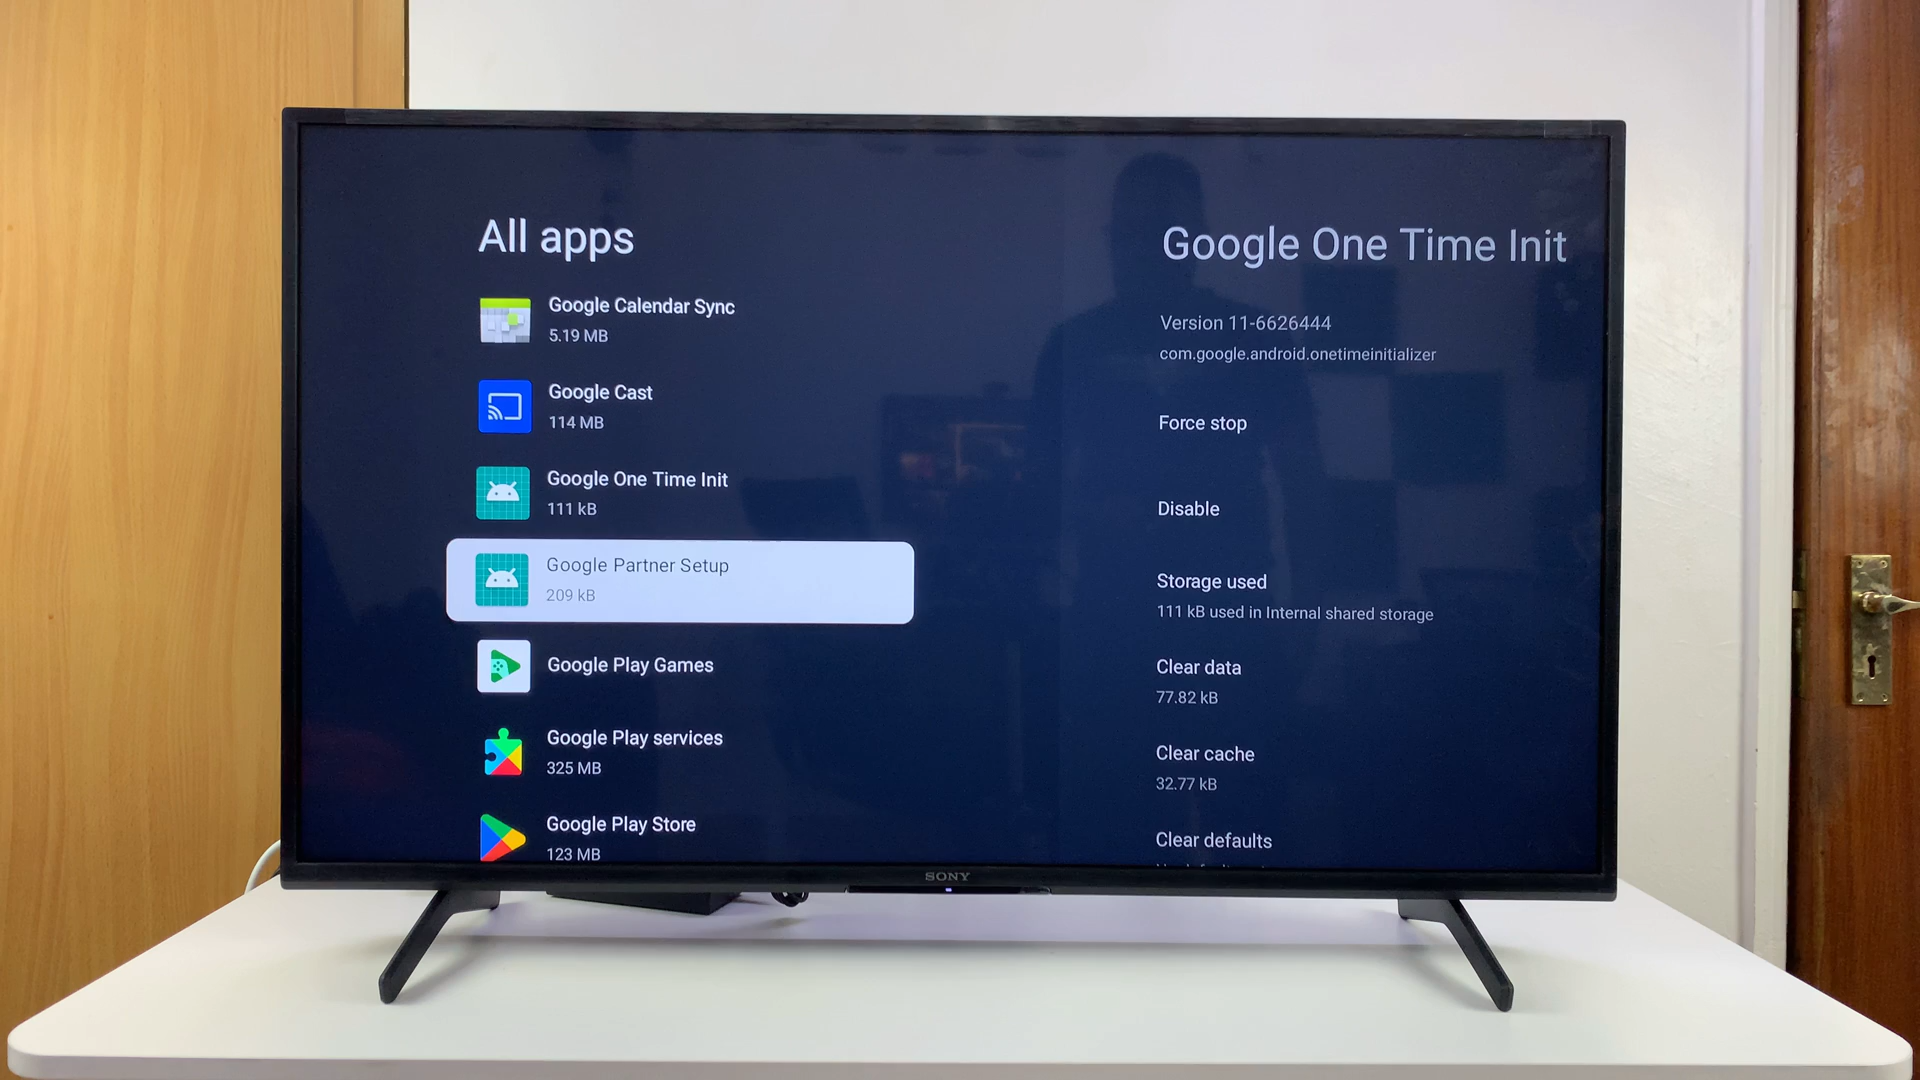 All apps
Google Calendar Sync
5.19 MB
Google Cast
114 MB
Google One Time Init
111 kB
Google Partner Setup
209 kB
Google Play Games
Google Play services
325 MB
Google Play Store
123 MB
Google One Time Init
Version 11-6626444
com.google.android.onetimeinitializer
Force stop
Disable
Storage used
111 kB used in Internal shared storage
Clear data
77.82 kB
Clear cache
32.77 kB
Clear defaults
SONY